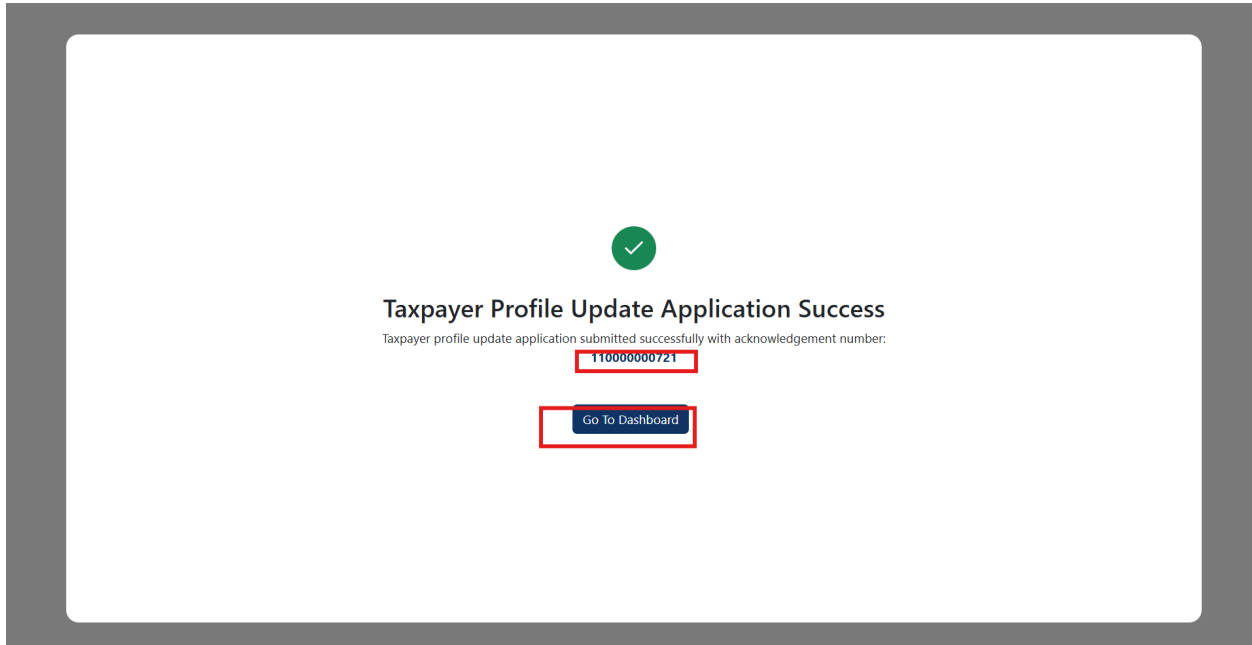 Taxpayer Profile Update Application Success
Taxpayer profile update application submitted successfully with acknowledgement number:
110000000721
Go To Dashboard